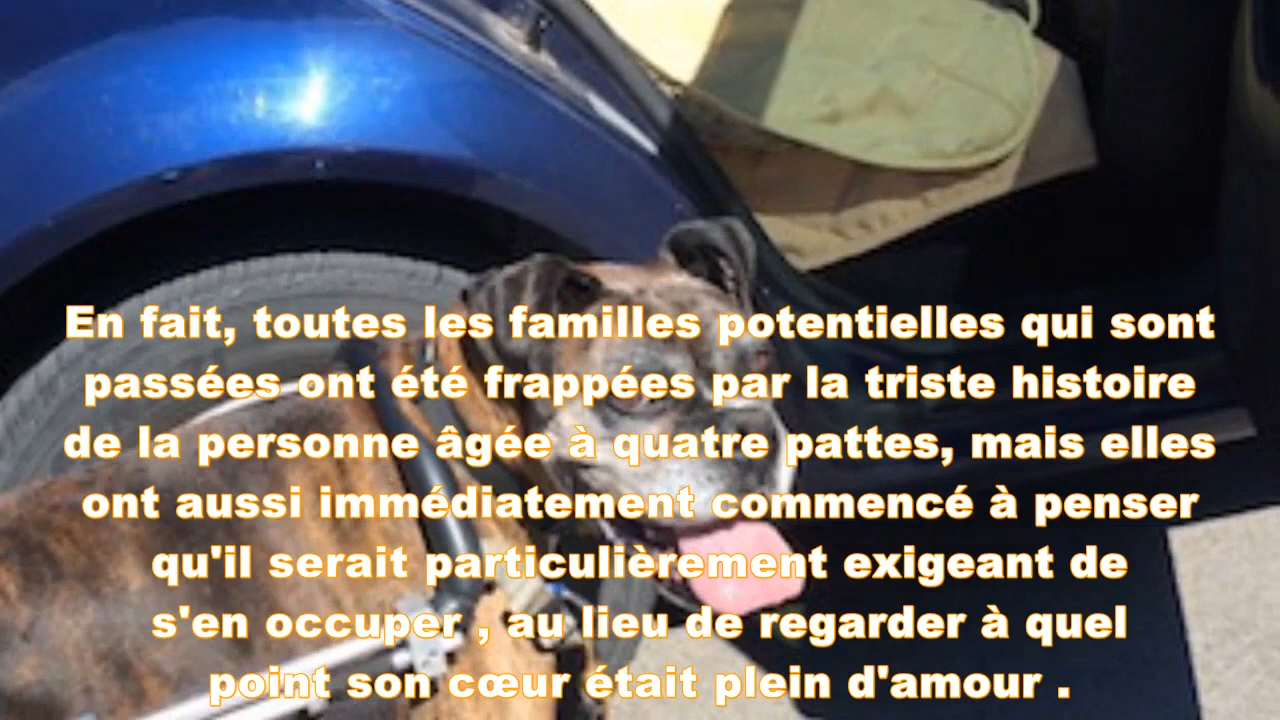 En fait, toutes les familles potentielles qui sont
passées ont été frappées par la triste histoire
de la personne âgée à quatre pattes, mais elles
ont aussi immédiatement commencé à penser
qu'il serait particulièrement exigeant de
s'en occuper , au lieu de regarder à quel
point son cœur était plein d'amour .